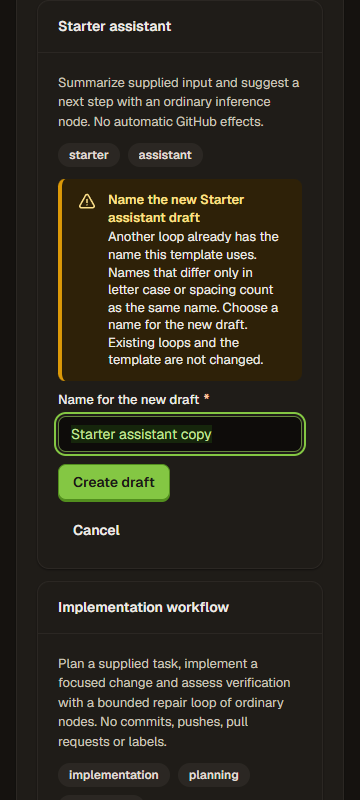 Starter assistant
Summarize supplied input and suggest a
next step with an ordinary inference
node. No automatic GitHub effects.
starter
assistant
Name the new Starter
assistant draft
Another loop already has the
name this template uses.
Names that differ only in
letter case or spacing count
as the same name. Choose a
name for the new draft.
Existing loops and the
template are not changed.
Name for the new draft *
Starter assistant copy
Create draft
Cancel
Implementation workflow
Plan a supplied task, implement a
focused change and assess verification
with a bounded repair loop of ordinary
nodes. No commits, pushes, pull
requests or labels.
implementation
planning